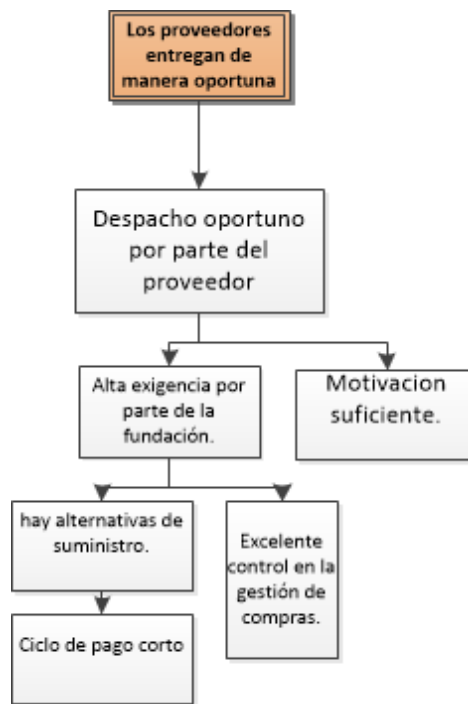 Los proveedores
entregan de
manera oportuna
Despacho oportuno
por parte del
proveedor
Alta exigencia por
parte de la
fundación.
Motivacion
suficiente.
hay alternativas de
suministro.
Excelente
control en la
gestión de
compras.
Ciclo de pago corto